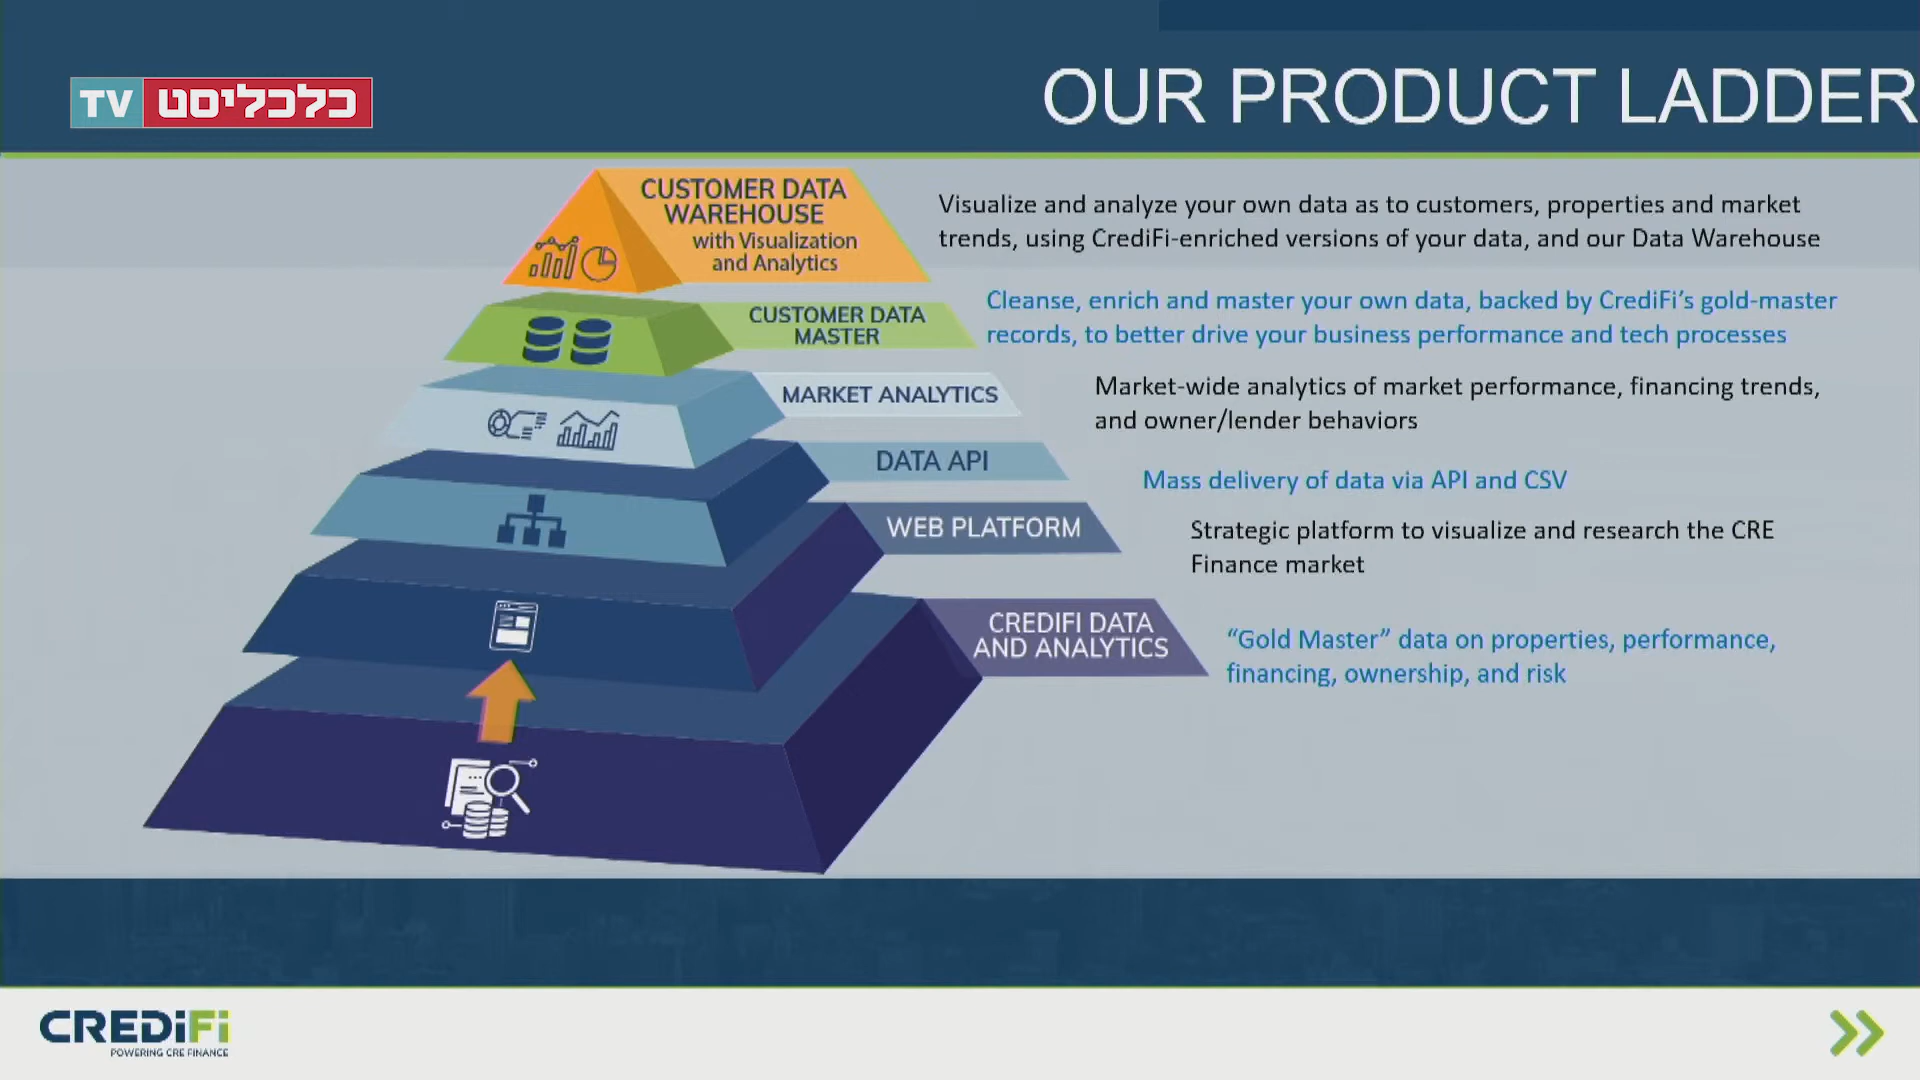 TV כלכליסט
OUR PRODUCT LADDER
CUSTOMER DATA
WAREHOUSE
with Visualization
and Analytics
Visualize and analyze your own data as to customers, properties and market
trends, using CrediFi-enriched versions of your data, and our Data Warehouse
CUSTOMER DATA
MASTER
Cleanse, enrich and master your own data, backed by CrediFi’s gold-master
records, to better drive your business performance and tech processes
MARKET ANALYTICS
Market-wide analytics of market performance, financing trends,
and owner/lender behaviors
DATA API
Mass delivery of data via API and CSV
WEB PLATFORM
Strategic platform to visualize and research the CRE
Finance market
CREDIFI DATA
AND ANALYTICS
“Gold Master” data on properties, performance,
financing, ownership, and risk
CREDiFi
POWERING CRE FINANCE